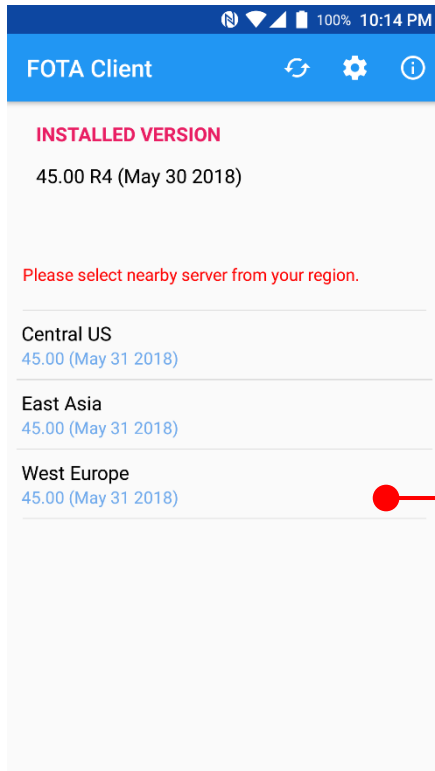 100% 10:14 PM
FOTA Client
INSTALLED VERSION
45.00 R4 (May 30 2018)
Please select nearby server from your region.
Central US
45.00 (May 31 2018)
East Asia
45.00 (May 31 2018)
West Europe
45.00 (May 31 2018)